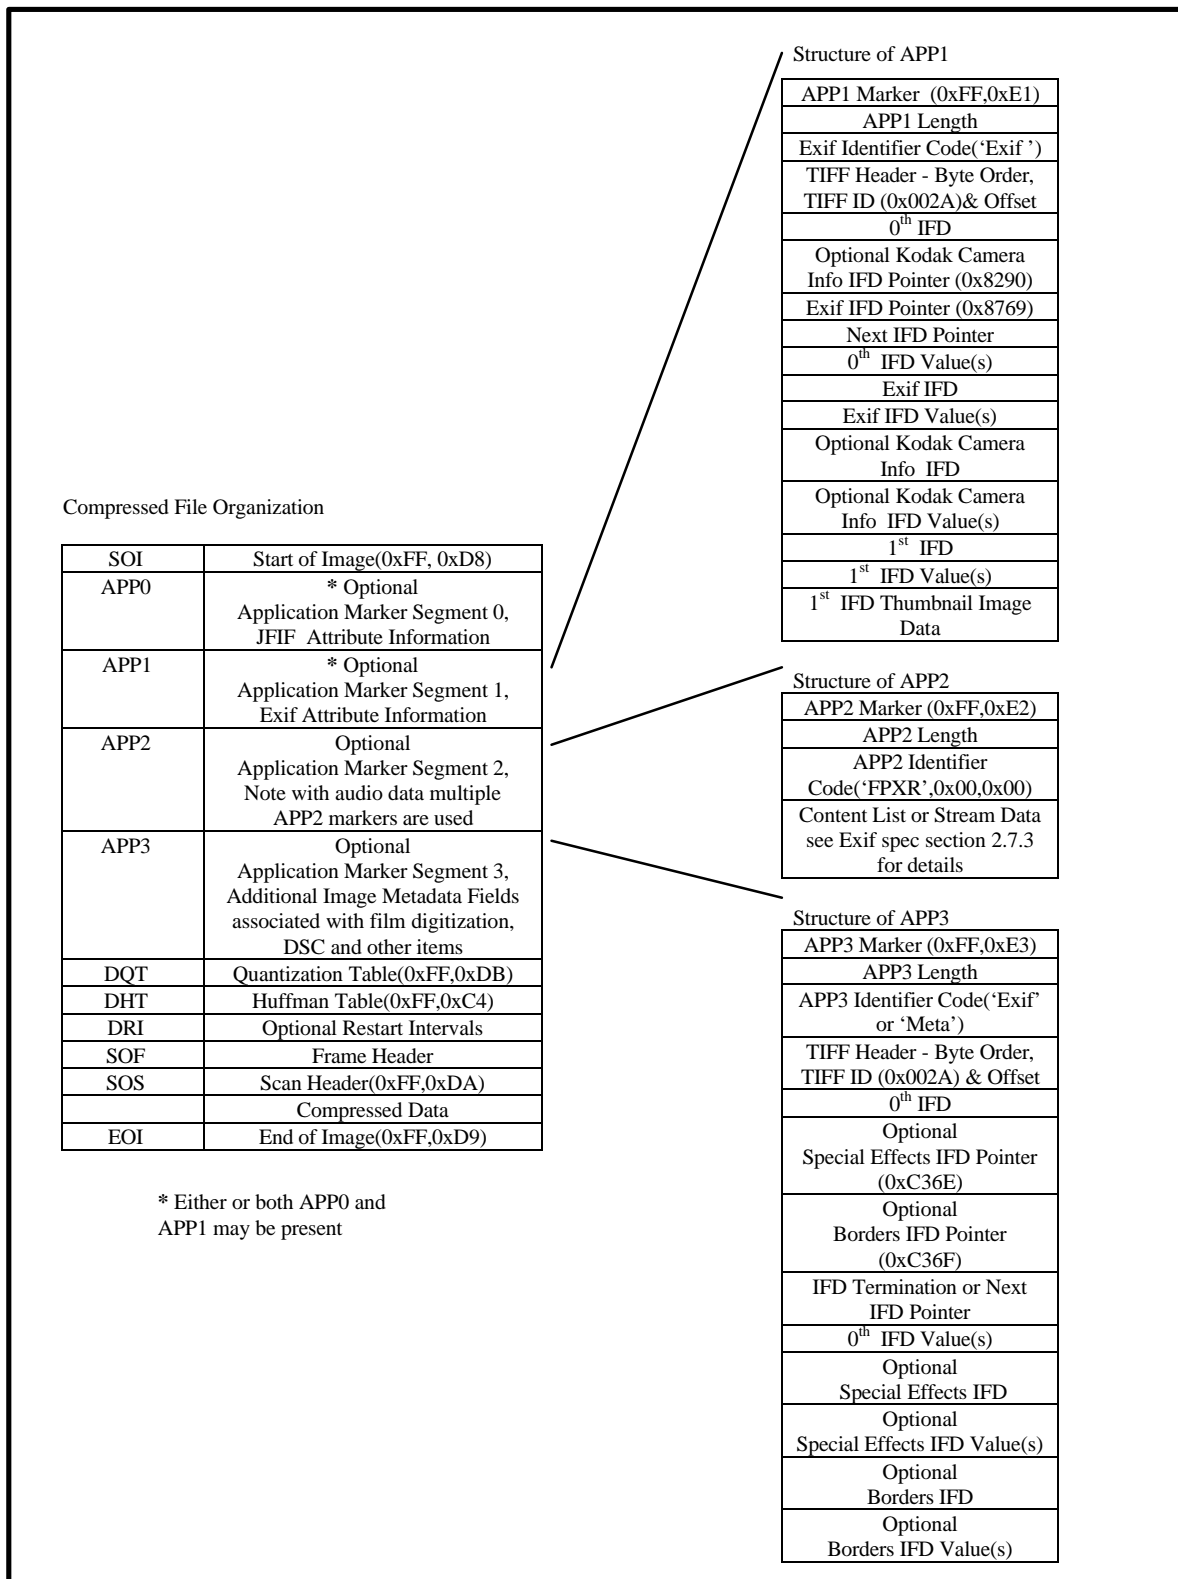 Compressed File Organization
SOI Start of Image(0xFF, 0xD8)
APP0 * Optional
Application Marker Segment 0,
JFIF Attribute Information
APP1 * Optional
Application Marker Segment 1,
Exif Attribute Information
APP2 Optional
Application Marker Segment 2,
Note with audio data multiple
APP2 markers are used
APP3 Optional
Application Marker Segment 3,
Additional Image Metadata Fields
associated with film digitization,
DSC and other items
DQT Quantization Table(0xFF,0xDB)
DHT Huffman Table(0xFF,0xC4)
DRI Optional Restart Intervals
SOF Frame Header
SOS Scan Header(0xFF,0xDA)
Compressed Data
EOI End of Image(0xFF,0xD9)
* Either or both APP0 and
APP1 may be present
Structure of APP1
APP1 Marker (0xFF,0xE1)
APP1 Length
Exif Identifier Code(‘Exif ’)
TIFF Header - Byte Order,
TIFF ID (0x002A)& Offset
0th IFD
Optional Kodak Camera
Info IFD Pointer (0x8290)
Exif IFD Pointer (0x8769)
Next IFD Pointer
0th IFD Value(s)
Exif IFD
Exif IFD Value(s)
Optional Kodak Camera
Info IFD
Optional Kodak Camera
Info IFD Value(s)
1st IFD
1st IFD Value(s)
1st IFD Thumbnail Image
Data
Structure of APP2
APP2 Marker (0xFF,0xE2)
APP2 Length
APP2 Identifier
Code(‘FPXR’,0x00,0x00)
Content List or Stream Data
see Exif spec section 2.7.3
for details
Structure of APP3
APP3 Marker (0xFF,0xE3)
APP3 Length
APP3 Identifier Code(‘Exif’
or ‘Meta’)
TIFF Header - Byte Order,
TIFF ID (0x002A) & Offset
0th IFD
Optional
Special Effects IFD Pointer
(0xC36E)
Optional
Borders IFD Pointer
(0xC36F)
IFD Termination or Next
IFD Pointer
0th IFD Value(s)
Optional
Special Effects IFD
Optional
Special Effects IFD Value(s)
Optional
Borders IFD
Optional
Borders IFD Value(s)